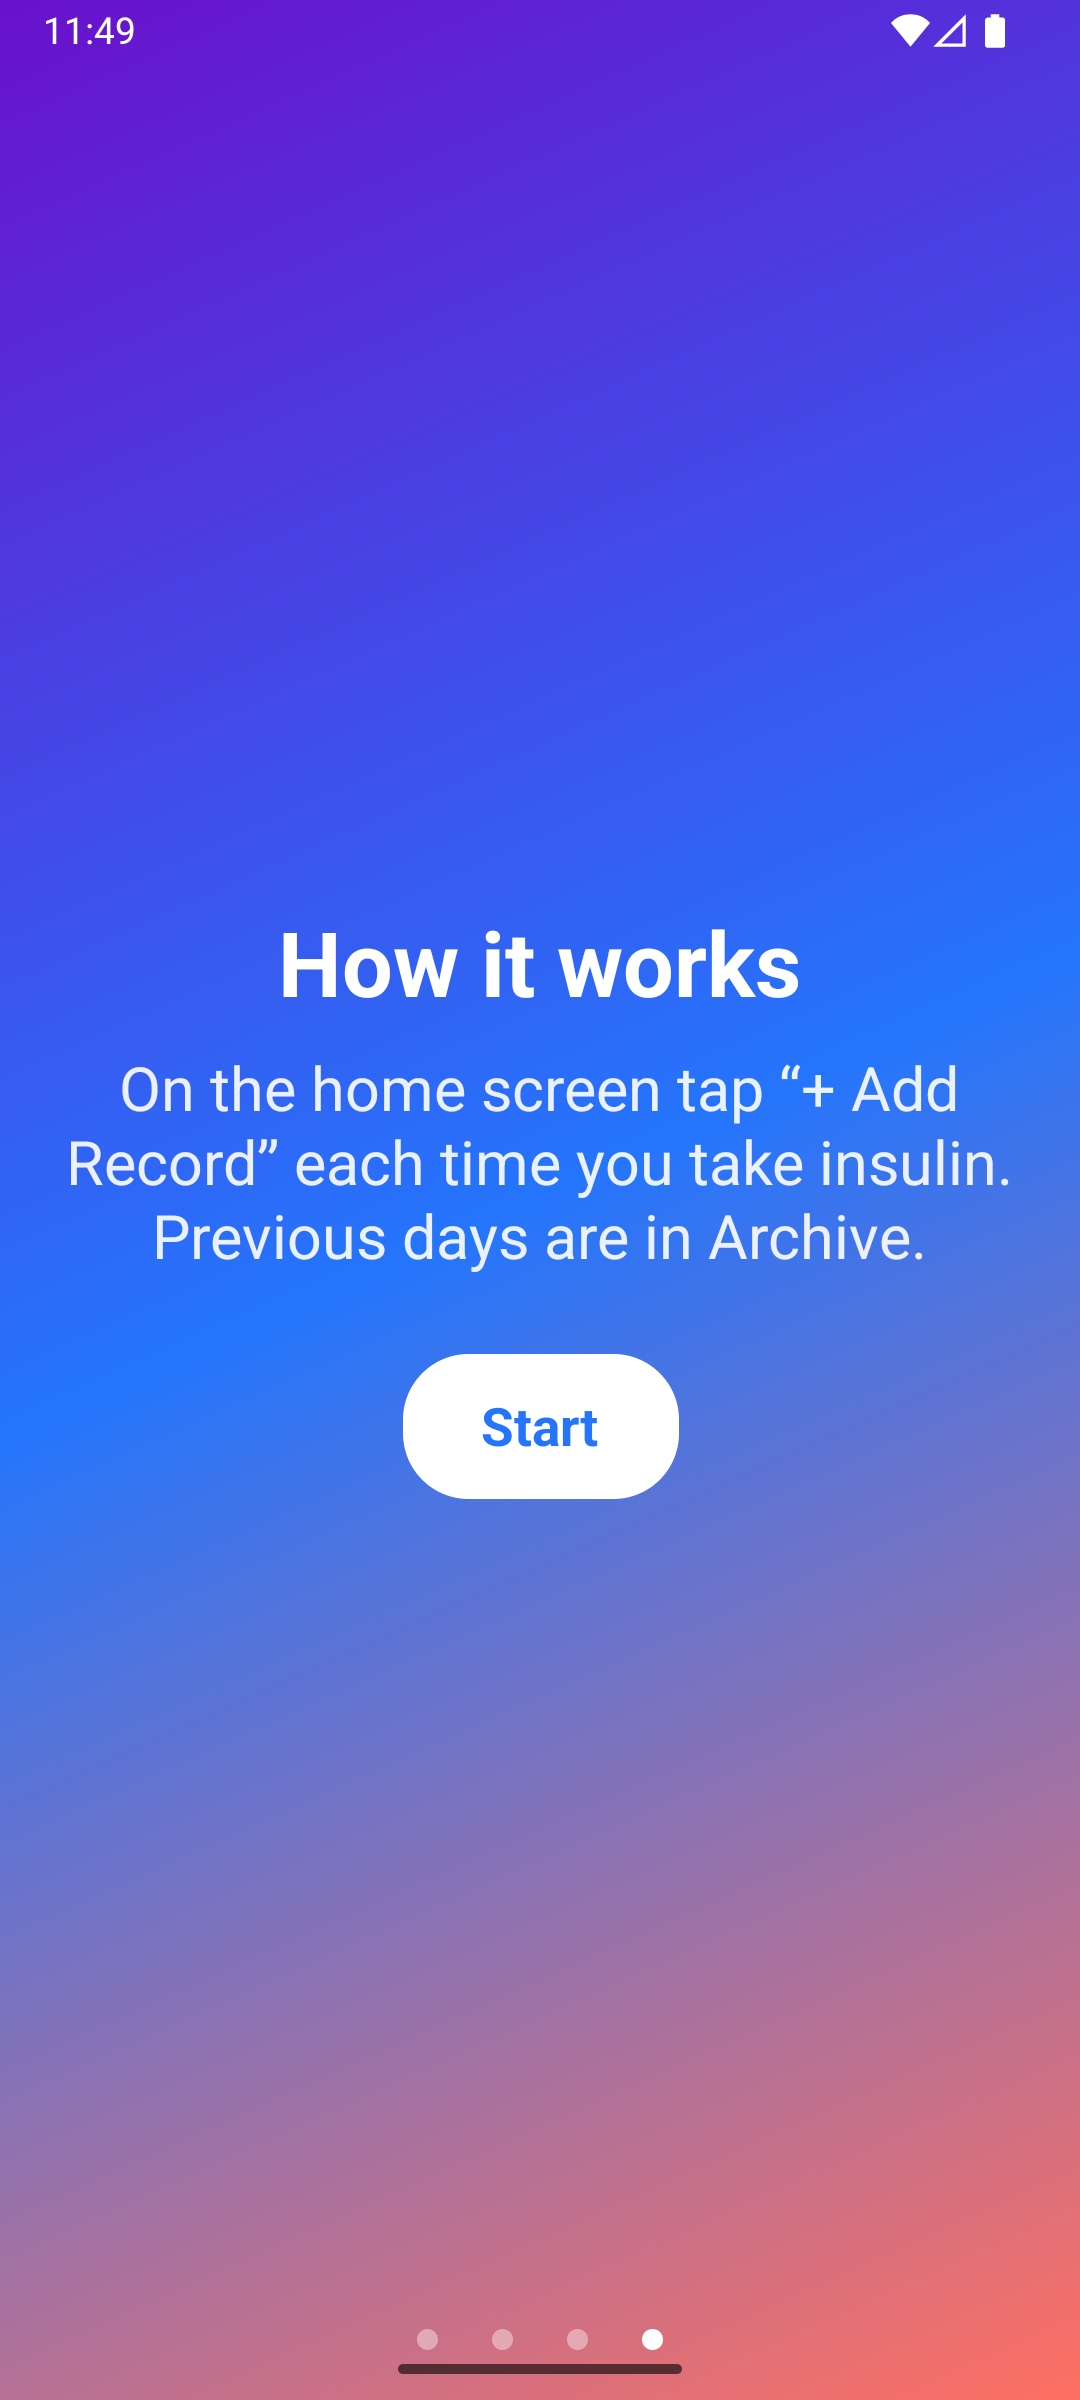 11:49
How it works
On the home screen tap “+ Add
Record” each time you take insulin.
Previous days are in Archive.
Start